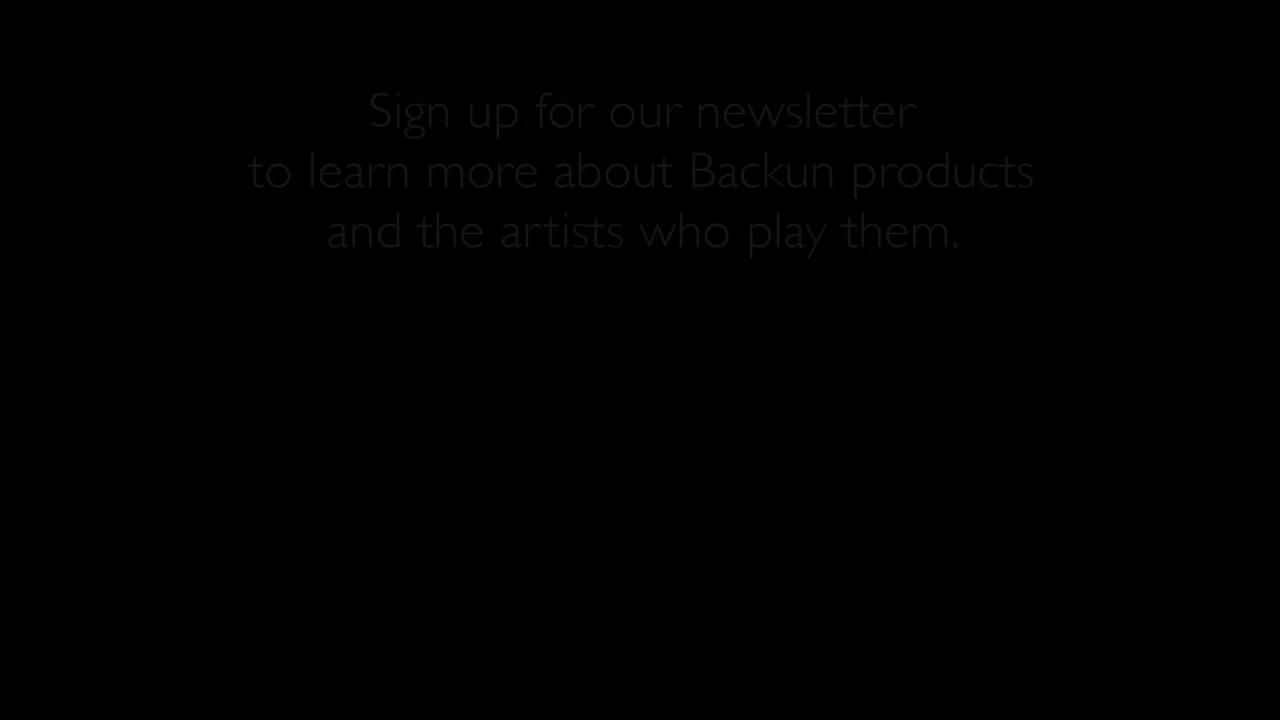 Sign up for our newsletter
to learn more about Backun products
and the artists who play them.